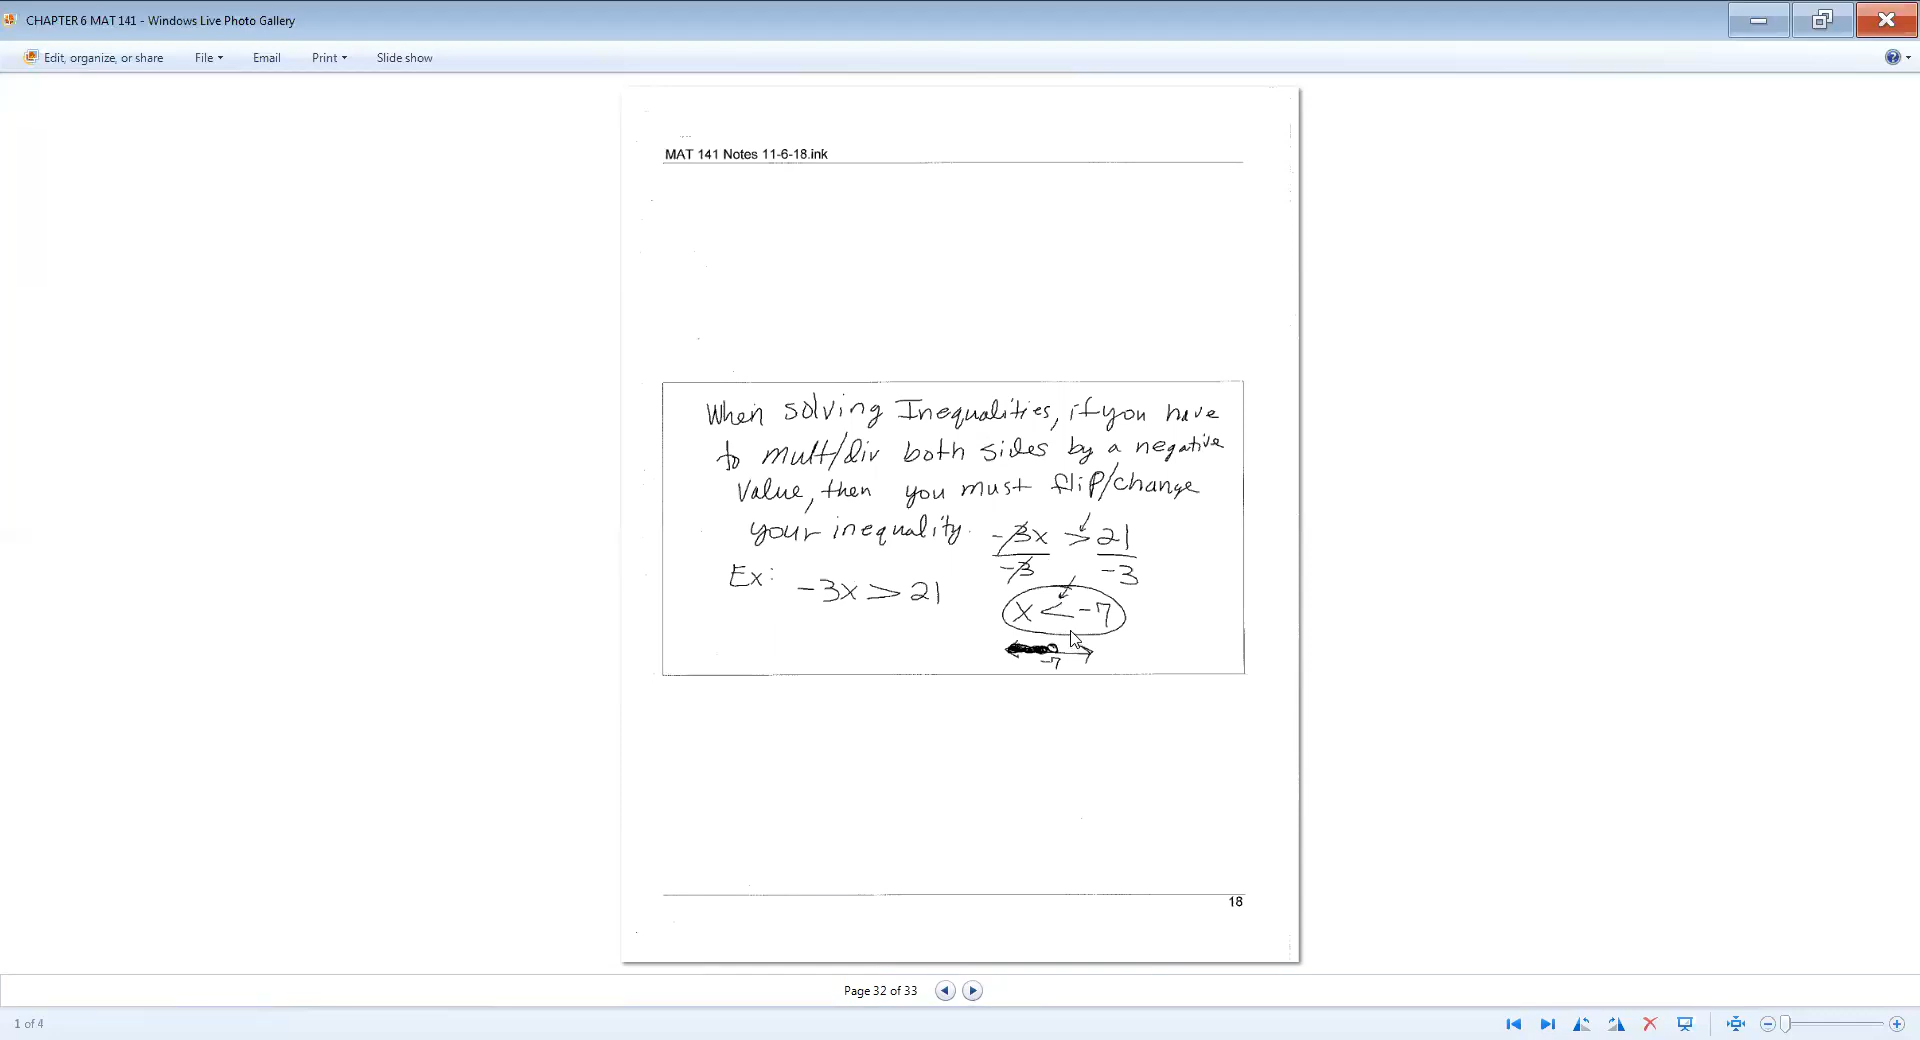 CHAPTER 6 MAT 141 - Windows Live Photo Gallery
Edit, organize, or share File Email Print Slide show
MAT 141 Notes 11-6-18.ink
When solving Inequalities, if you have
to mult/div both sides by a negative
value, then you must flip/change
your inequality.
-3x > 21
-3 -3
Ex: -3x > 21
x < -7
-7
18
Page 32 of 33
1 of 4